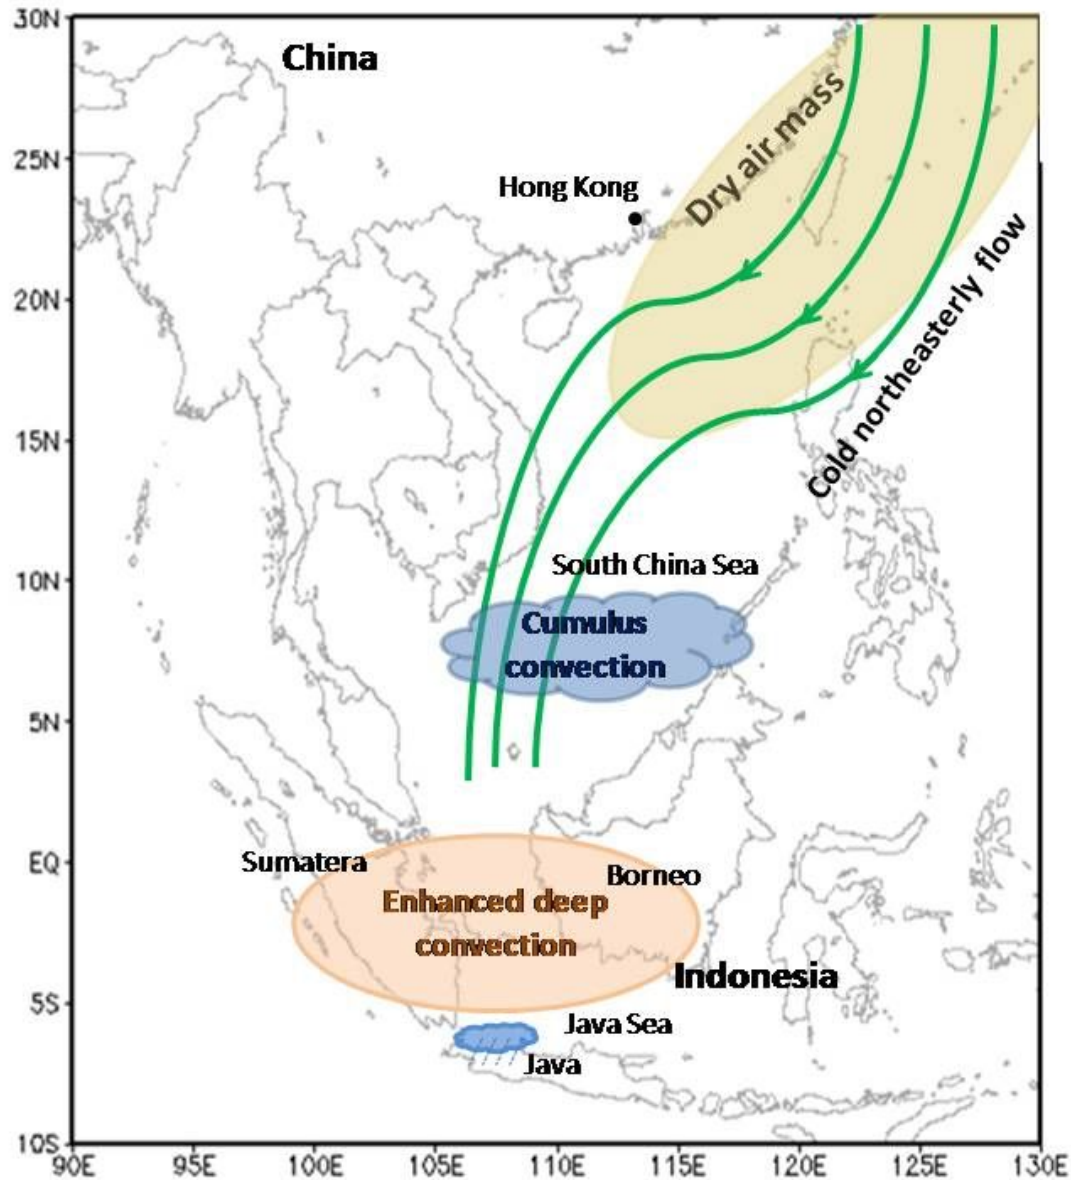 30N
China
Dry air mass
25N
Hong Kong
Cold northeasterly flow
20N
15N
South China Sea
10N
Cumulus
convection
5N
EQ
Sumatera
Borneo
Enhanced deep
convection
Indonesia
5S
Java Sea
Java
10S
90E 95E 100E 105E 110E 115E 120E 125E 130E